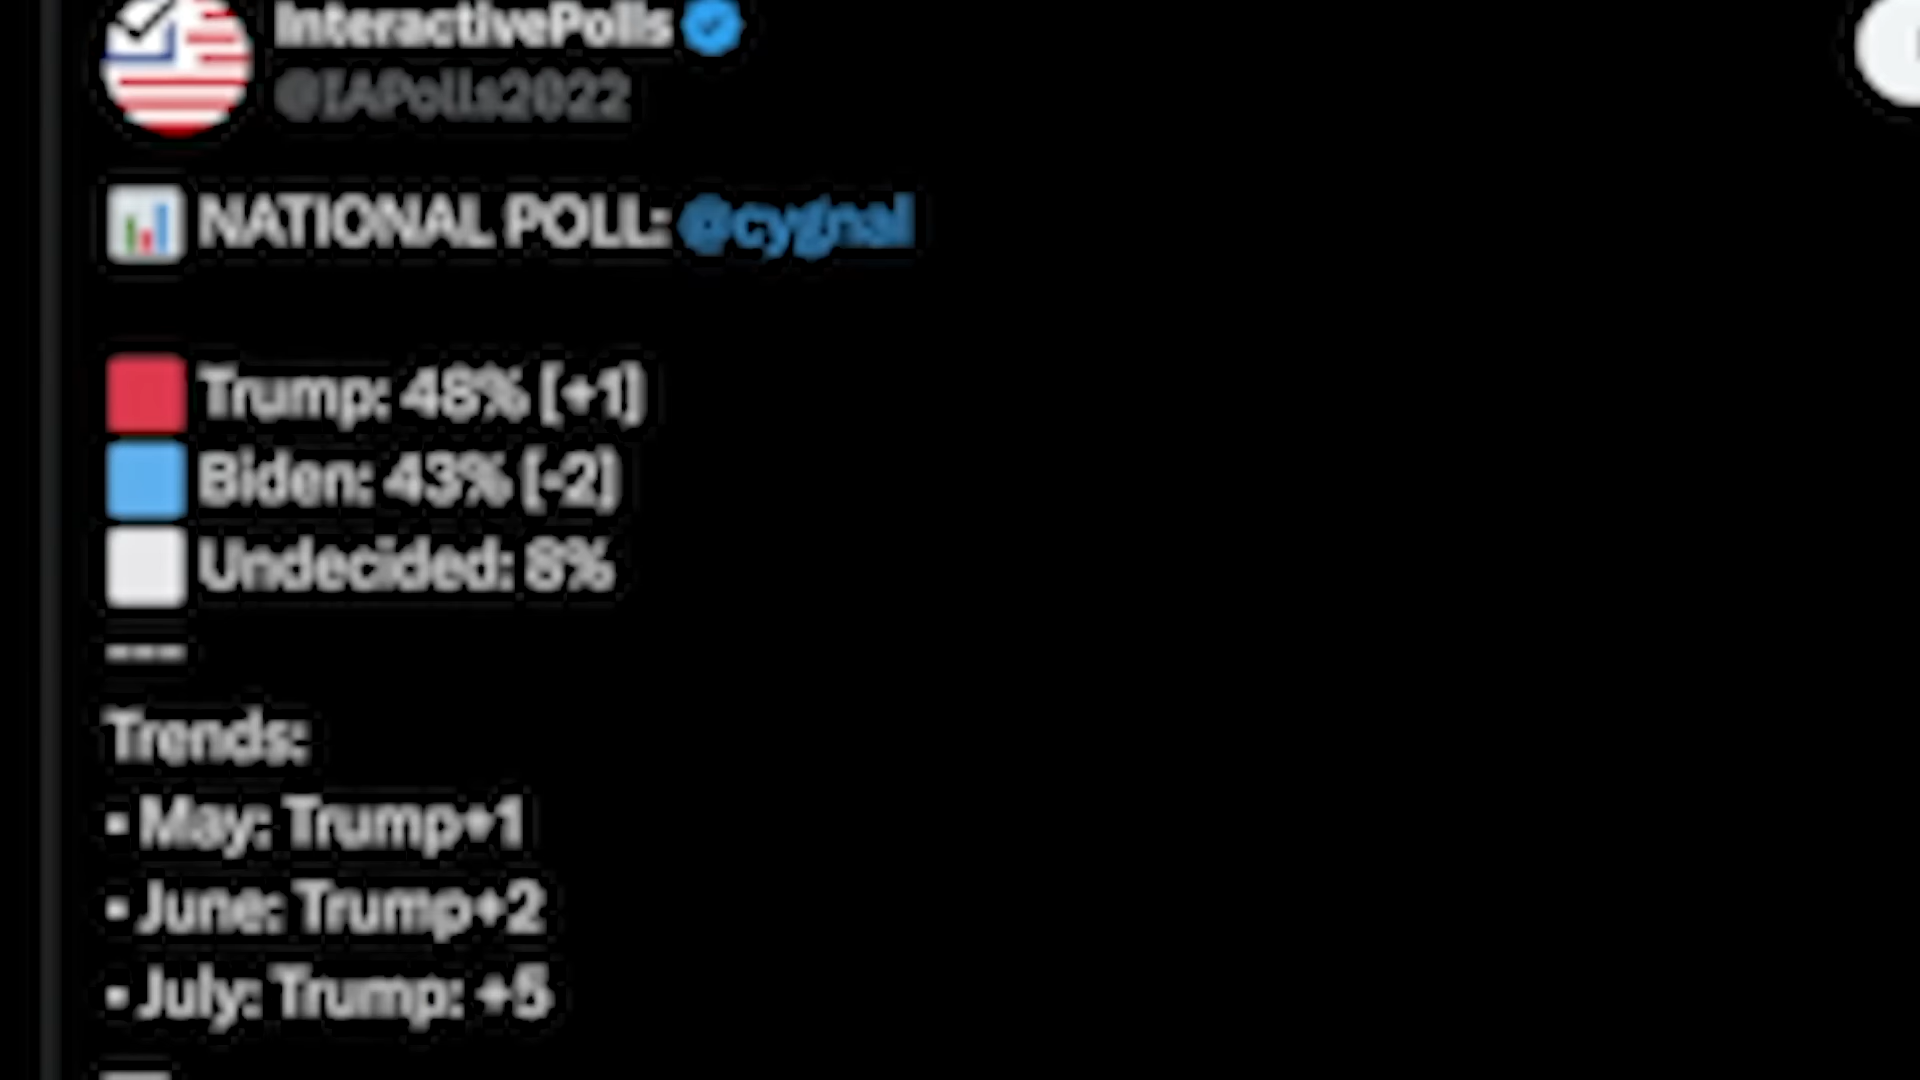 InteractivePolls
@IAPolls2022
NATIONAL POLL: @cygnal
Trump: 48% [+1]
Biden: 43% [-2]
Undecided: 8%
---
Trends:
▪ May: Trump+1
▪ June: Trump+2
▪ July: Trump: +5